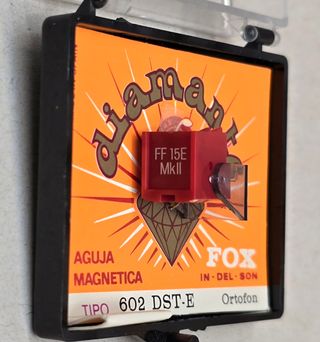 diamante
FF 15E
MkII
AGUJA
MAGNETICA
FOX
IN-DEL-SON
TIPO 602 DST-E Ortofon